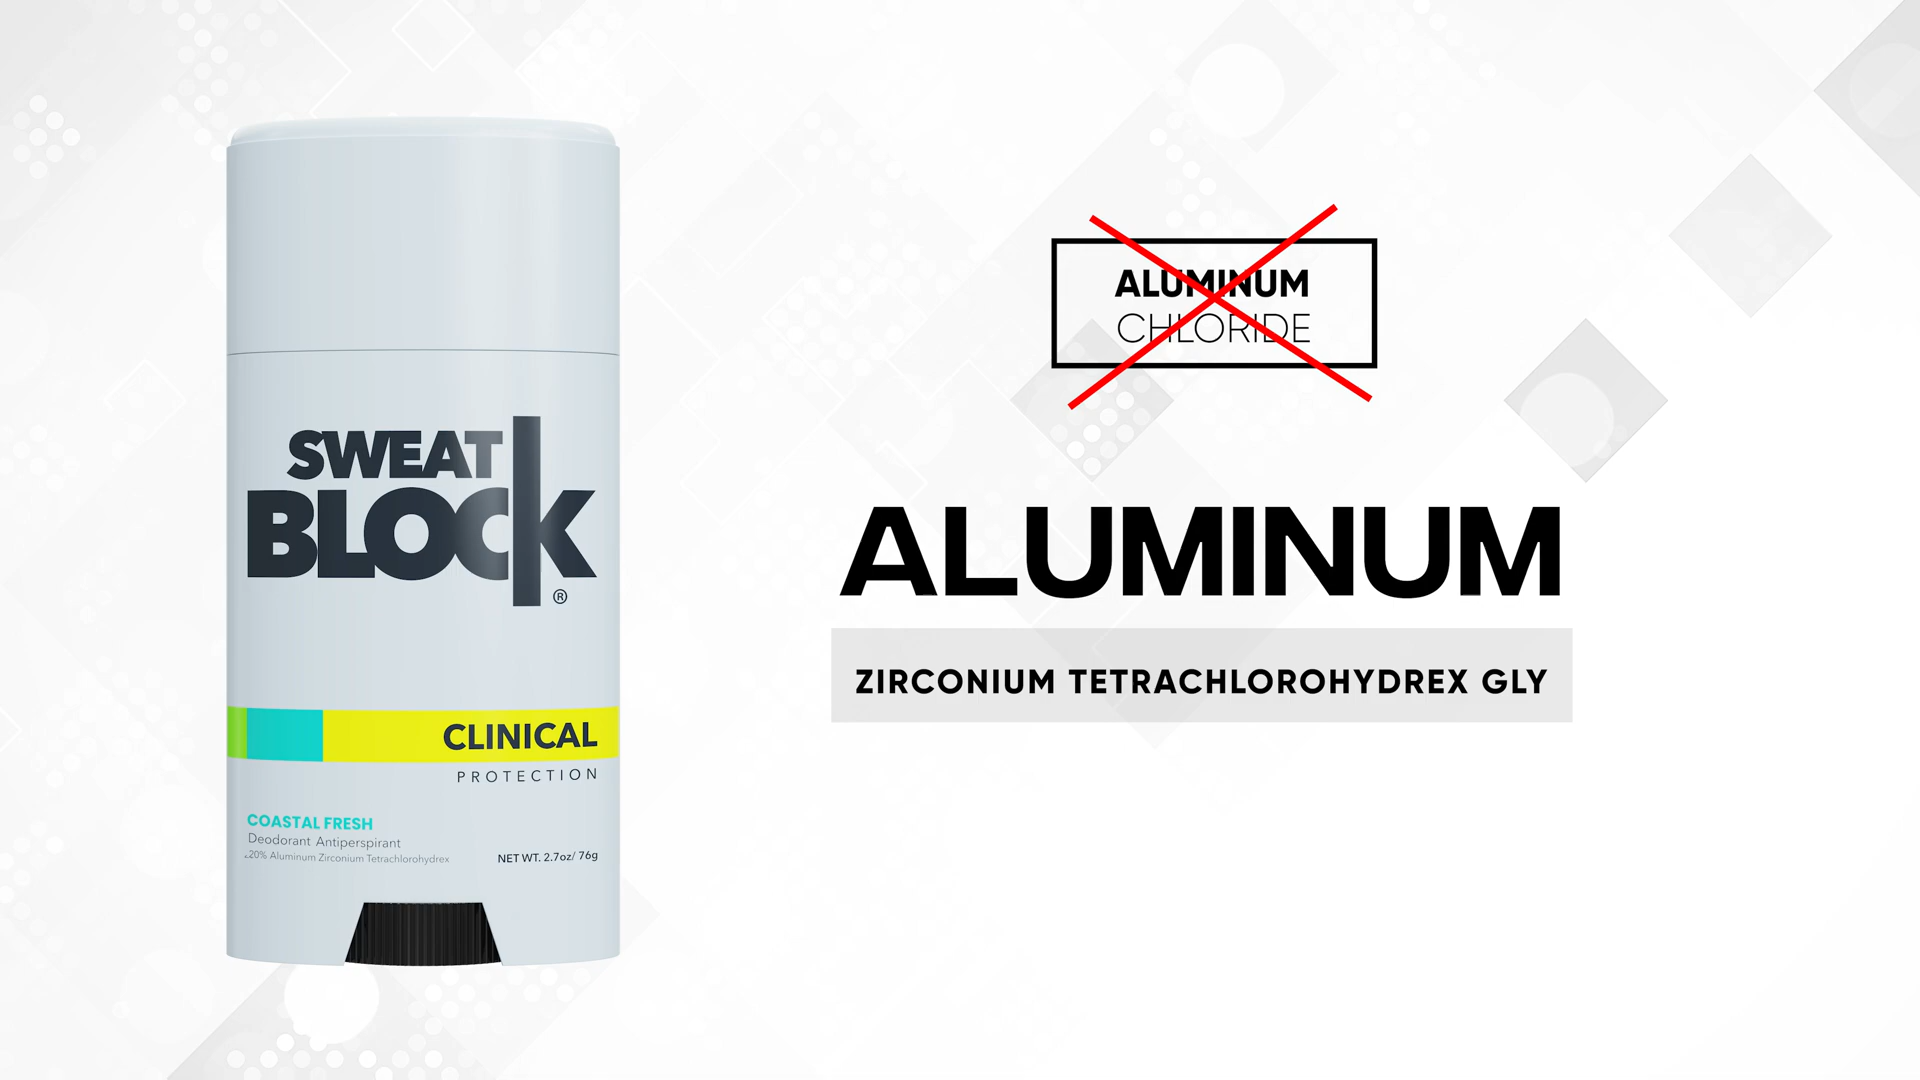 SWEAT
BLOCK
®
CLINICAL
PROTECTION
COASTAL FRESH
Deodorant Antiperspirant
20% Aluminum Zirconium Tetrachlorohydrex
NET WT. 2.7oz/ 76g
ALUMINUM
CHLORIDE
ALUMINUM
ZIRCONIUM TETRACHLOROHYDREX GLY